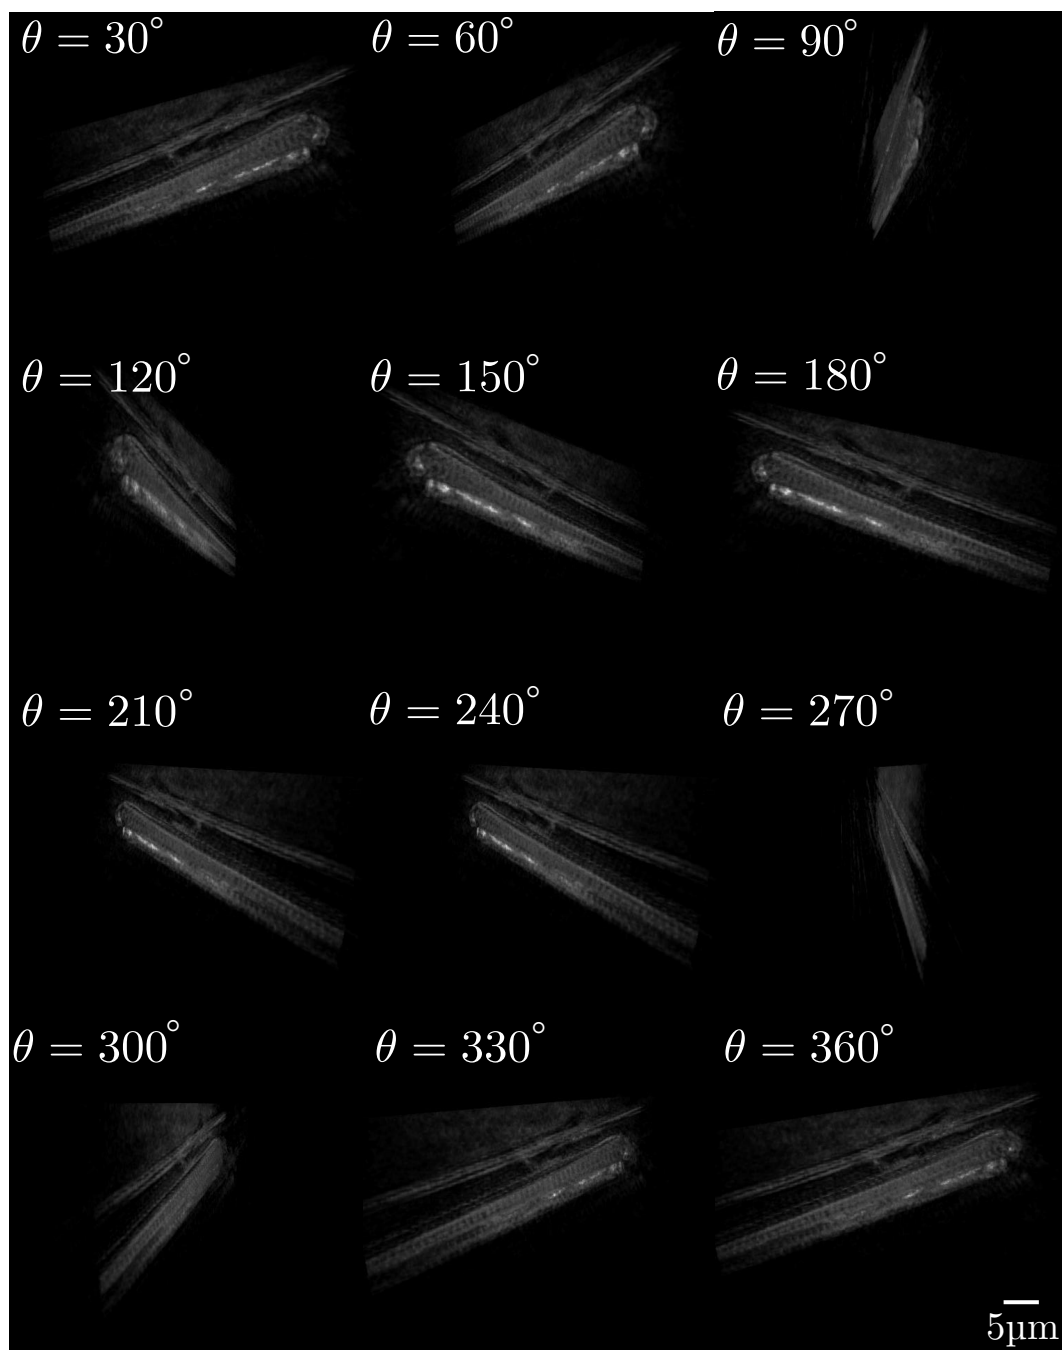 θ = 30°
θ = 60°
θ = 90°
θ = 120°
θ = 150°
θ = 180°
θ = 210°
θ = 240°
θ = 270°
θ = 300°
θ = 330°
θ = 360°
5µm